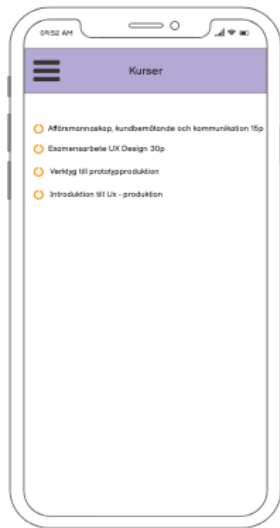 09:52 AM
Kurser
Affärsmannaskap, kundbemötande och kommunikation 15p
Examensarbete UX Design 30p
Verktyg till prototypproduktion
Introduktion till Ux - produktion